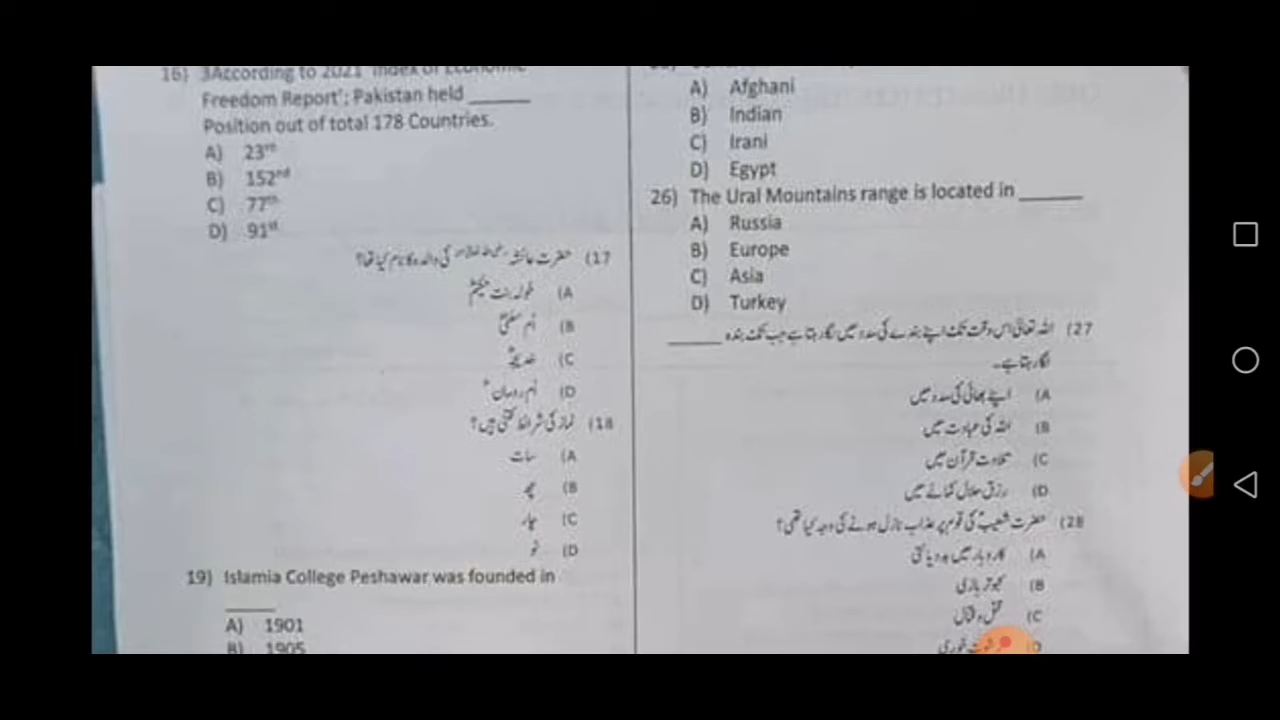 16) 3According to 2021 'Index of Economic
Freedom Report'; Pakistan held ______
Position out of total 178 Countries.
A) 23rd
B) 152nd
C) 77th
D) 91st
17) حضرت عائشہ رضی اللہ تعالیٰ عنہا کی والدہ کا نام کیا تھا؟
A) خولہ بنت حکیمؓ
B) اُم سلمیٰؓ
C) خدیجہؓ
D) اُم رومانؓ
18) نماز کی شرائط کتنی ہیں؟
A) سات
B) چھ
C) چار
D) نو
19) Islamia College Peshawar was founded in
______
A) 1901
B) 1905
A) Afghani
B) Indian
C) Irani
D) Egypt
26) The Ural Mountains range is located in ______
A) Russia
B) Europe
C) Asia
D) Turkey
27) اللہ تعالیٰ اس وقت تک اپنے بندے کی مدد میں لگا رہتا ہے جب تک بندہ ______
لگا رہتا ہے۔
A) اپنے بھائی کی مدد میں
B) اللہ کی عبادت میں
C) تلاوت قرآن میں
D) رزق حلال کمانے میں
28) حضرت شعیبؑ کی قوم پر عذاب نازل ہونے کی وجہ کیا تھی؟
A) کاروبار میں بددیانتی
B) کبوتر بازی
C) قتل و قتال
D) رشوت خوری